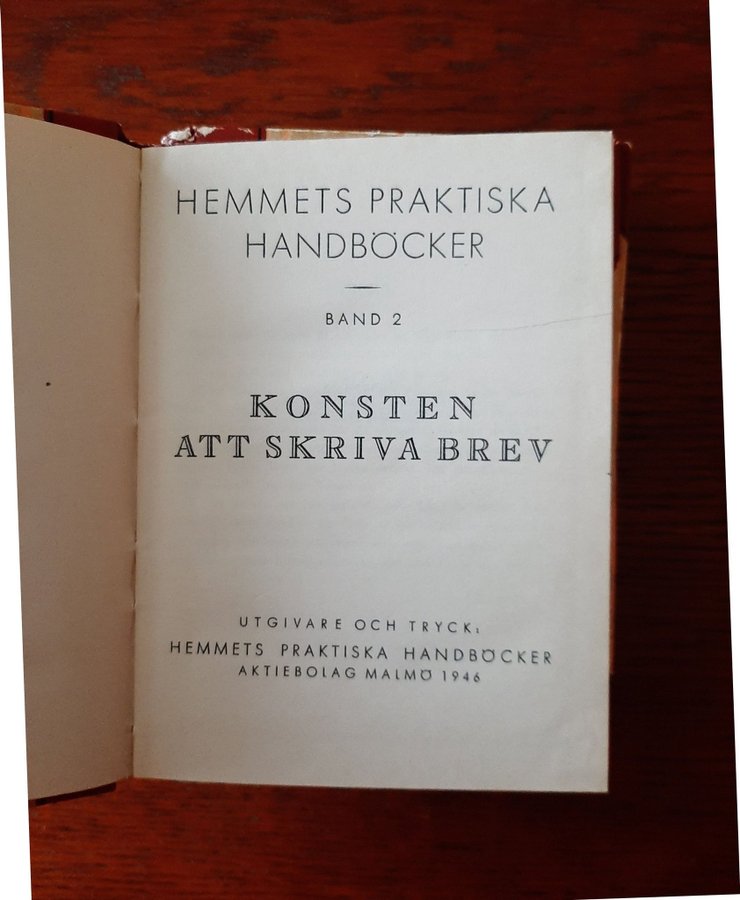 HEMMETS PRAKTISKA
HANDBÖCKER
BAND 2
KONSTEN
ATT SKRIVA BREV
UTGIVARE OCH TRYCK:
HEMMETS PRAKTISKA HANDBÖCKER
AKTIEBOLAG MALMÖ 1946